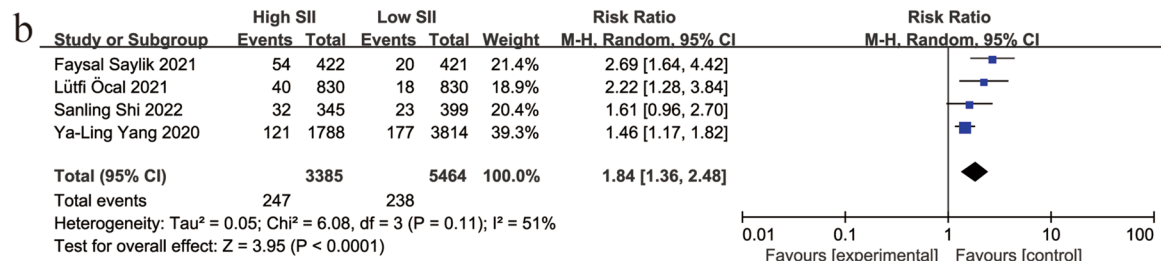 b
High SII Low SII Risk Ratio Risk Ratio
Study or Subgroup Events Total Events Total Weight M-H, Random, 95% CI M-H, Random, 95% CI
Faysal Saylik 2021 54 422 20 421 21.4% 2.69 [1.64, 4.42]
Lütfi Öcal 2021 40 830 18 830 18.9% 2.22 [1.28, 3.84]
Sanling Shi 2022 32 345 23 399 20.4% 1.61 [0.96, 2.70]
Ya-Ling Yang 2020 121 1788 177 3814 39.3% 1.46 [1.17, 1.82]
Total (95% CI) 3385 5464 100.0% 1.84 [1.36, 2.48]
Total events 247 238
Heterogeneity: Tau² = 0.05; Chi² = 6.08, df = 3 (P = 0.11); I² = 51%
Test for overall effect: Z = 3.95 (P < 0.0001)
0.01 0.1 1 10 100
Favours [experimental] Favours [control]